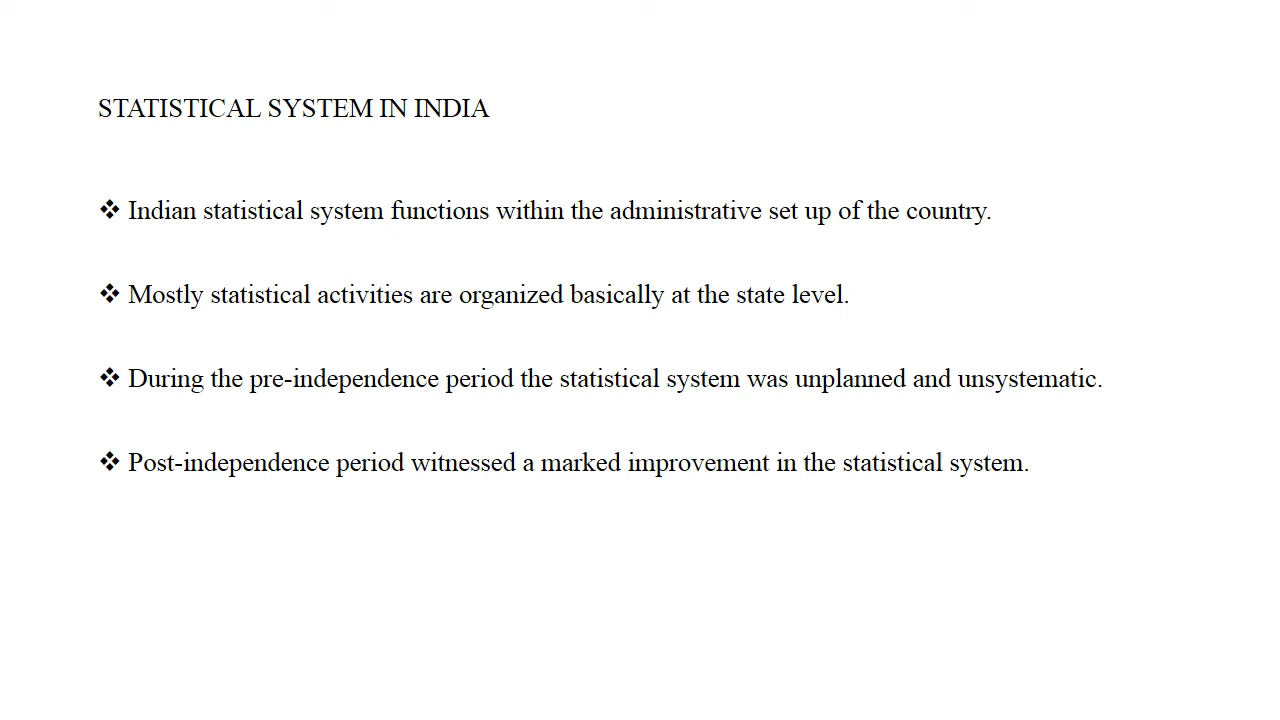 STATISTICAL SYSTEM IN INDIA
❖ Indian statistical system functions within the administrative set up of the country.
❖ Mostly statistical activities are organized basically at the state level.
❖ During the pre-independence period the statistical system was unplanned and unsystematic.
❖ Post-independence period witnessed a marked improvement in the statistical system.